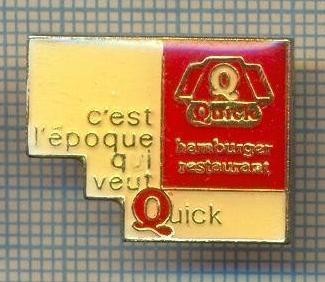 Q
Quick
hamburger
restaurant
c'est
l'époque
qui
veut
Quick